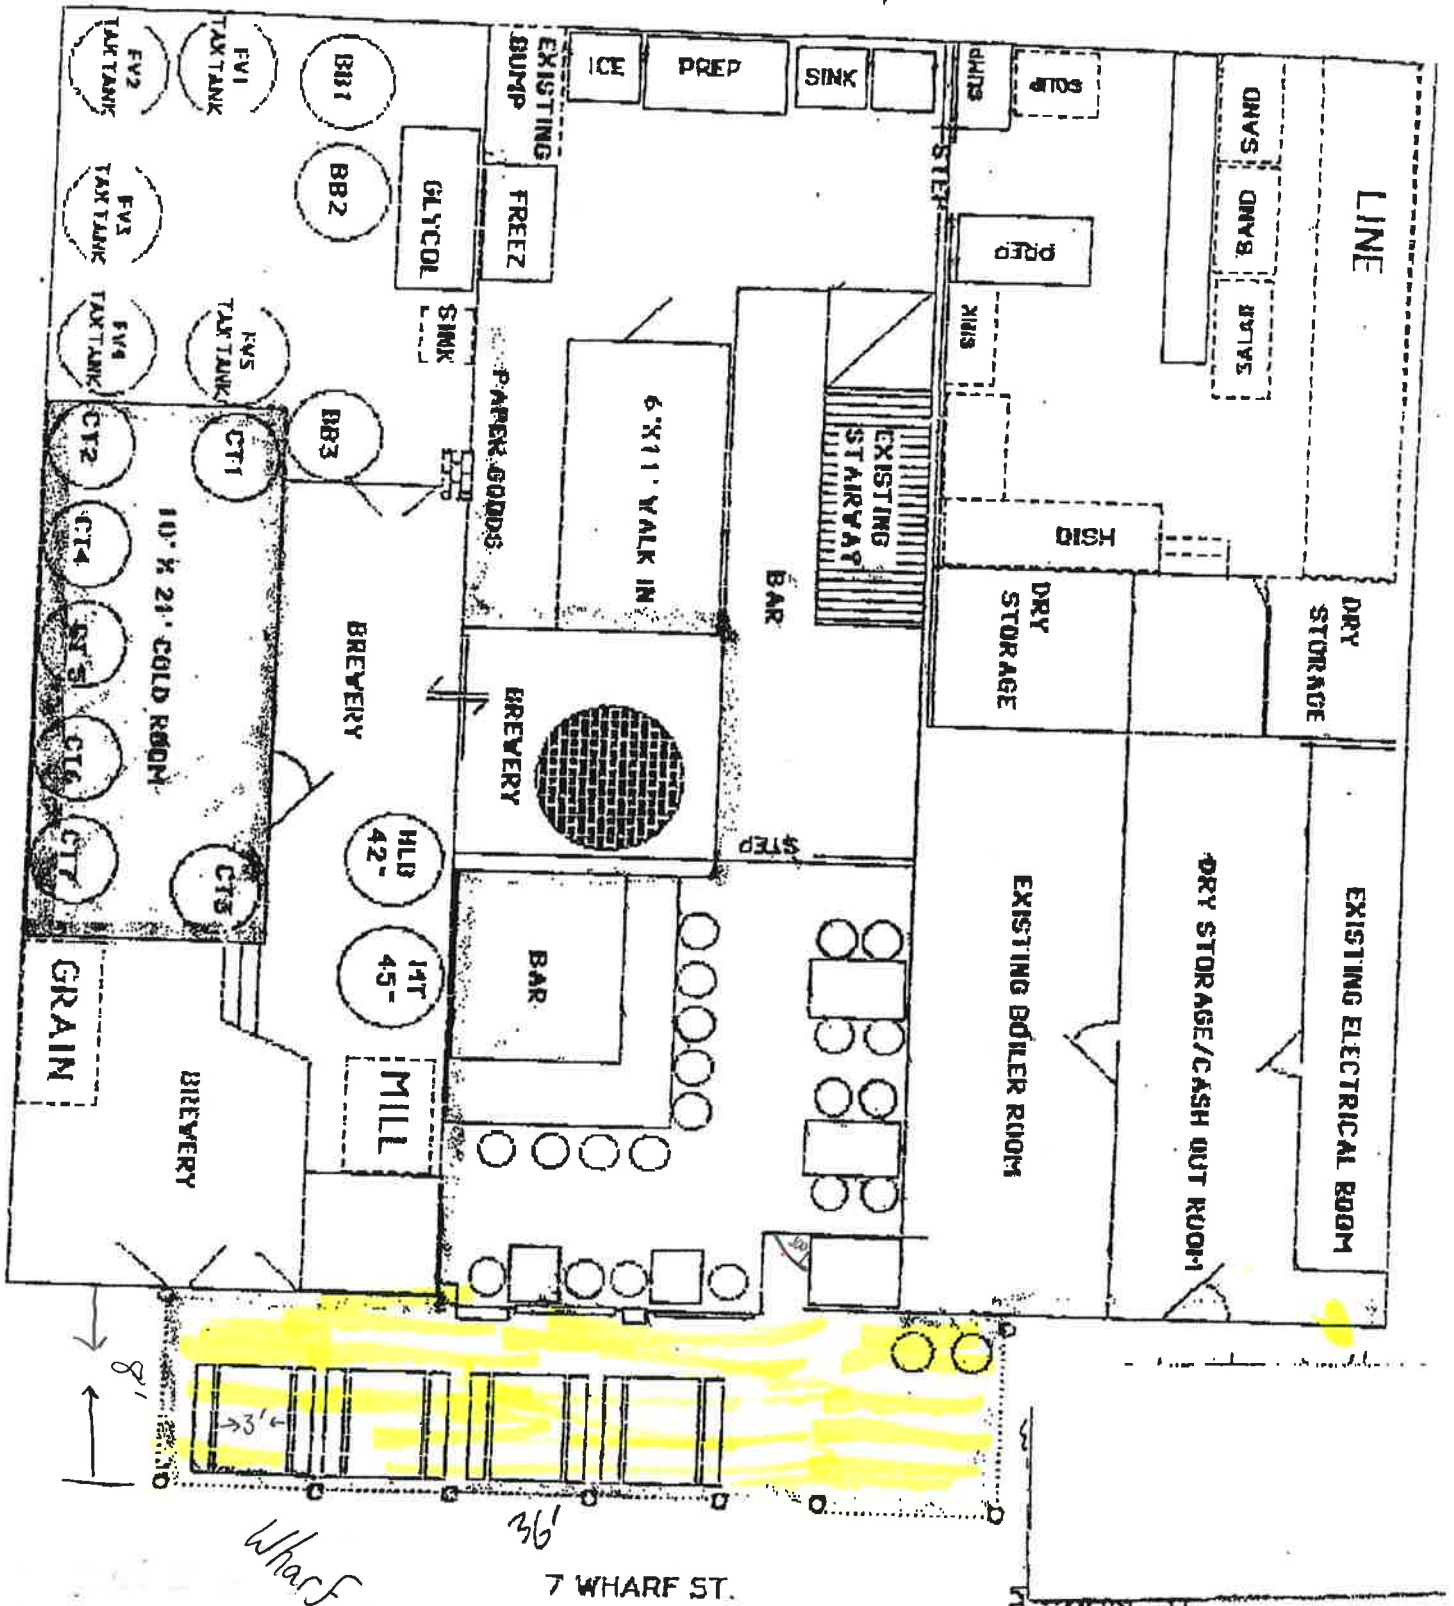 FV2
TAX TANK
FV1
TAX TANK
BB1
EXISTING
BUMP
ICE
PREP
SINK
BUMP
SOUP
SAND
LINE
FV3
TAX TANK
BB2
GLYCOL
FREEZ
STEP
PREP
BAND
FV4
TAX TANK
FV5
TAX TANK
SINK
SINK
SALAD
CT2
CT1
BB3
PAPER GOODS
6'X11' WALK IN
EXISTING
STAIRWAY
BAR
DISH
CT4
10' X 21' COLD ROOM
CT5
BREWERY
DRY
STORAGE
DRY
STORAGE
CT6
BREWERY
CT7
CT3
HLB
42"
STEP
EXISTING BOILER ROOM
DRY STORAGE/CASH OUT ROOM
EXISTING ELECTRICAL ROOM
GRAIN
MT
45"
BAR
MILL
BREWERY
8'
3'
36'
Wharf
7 WHARF ST.